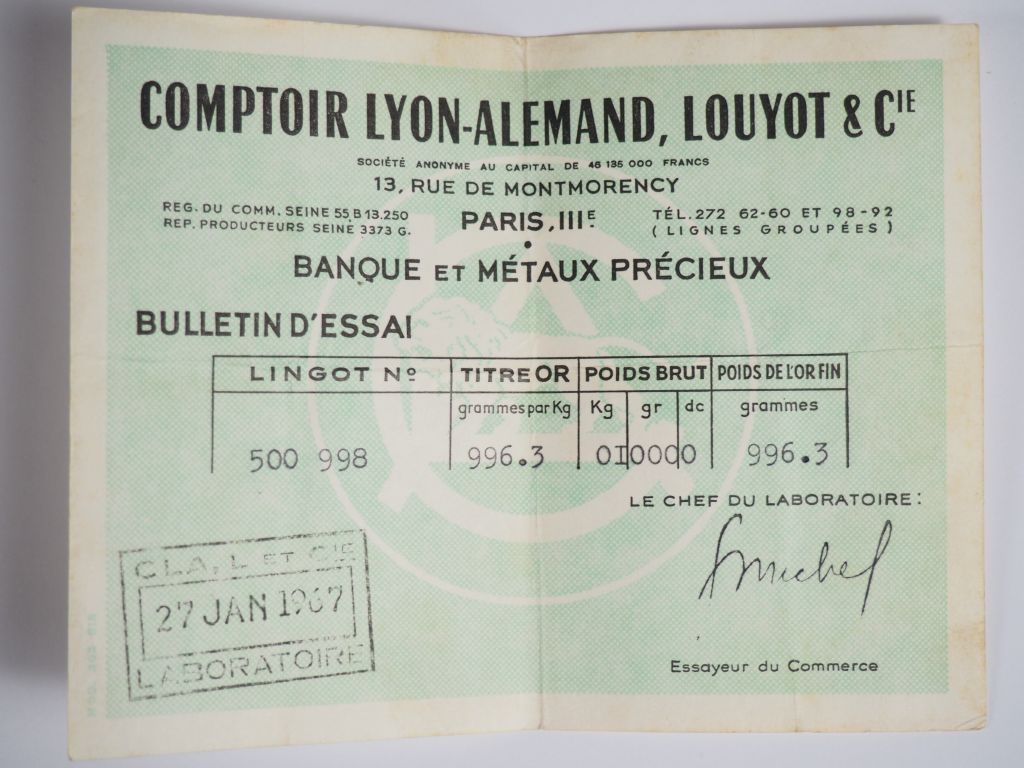 COMPTOIR LYON-ALEMAND, LOUYOT & CIE
SOCIÉTÉ ANONYME AU CAPITAL DE 46 135 000 FRANCS
13, RUE DE MONTMORENCY
REG. DU COMM. SEINE 55 B 13.250
REP. PRODUCTEURS SEINE 3373 G.
PARIS, IIIE
TÉL. 272 62-60 ET 98-92
(LIGNES GROUPÉES)
BANQUE ET MÉTAUX PRÉCIEUX
BULLETIN D'ESSAI
LINGOT No TITRE OR POIDS BRUT POIDS DE L'OR FIN
grammes par Kg Kg gr dc grammes
500 998 996.3 0I0000 996.3
LE CHEF DU LABORATOIRE:
Michel
CLA, L ET CIE
27 JAN 1967
LABORATOIRE
Essayeur du Commerce